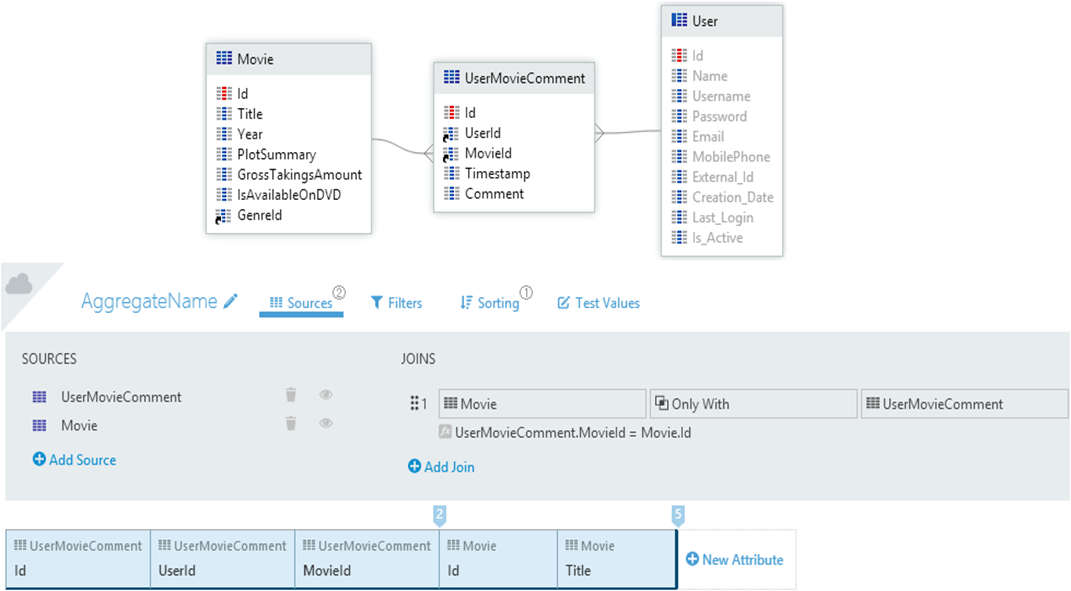 Movie
Id
Title
Year
PlotSummary
GrossTakingsAmount
IsAvailableOnDVD
GenreId
UserMovieComment
Id
UserId
MovieId
Timestamp
Comment
User
Id
Name
Username
Password
Email
MobilePhone
External_Id
Creation_Date
Last_Login
Is_Active
AggregateName
Sources 2
Filters
Sorting 1
Test Values
SOURCES
UserMovieComment
Movie
Add Source
JOINS
1 Movie Only With UserMovieComment
UserMovieComment.MovieId = Movie.Id
Add Join
2 5
UserMovieComment UserMovieComment UserMovieComment Movie Movie
Id UserId MovieId Id Title
New Attribute